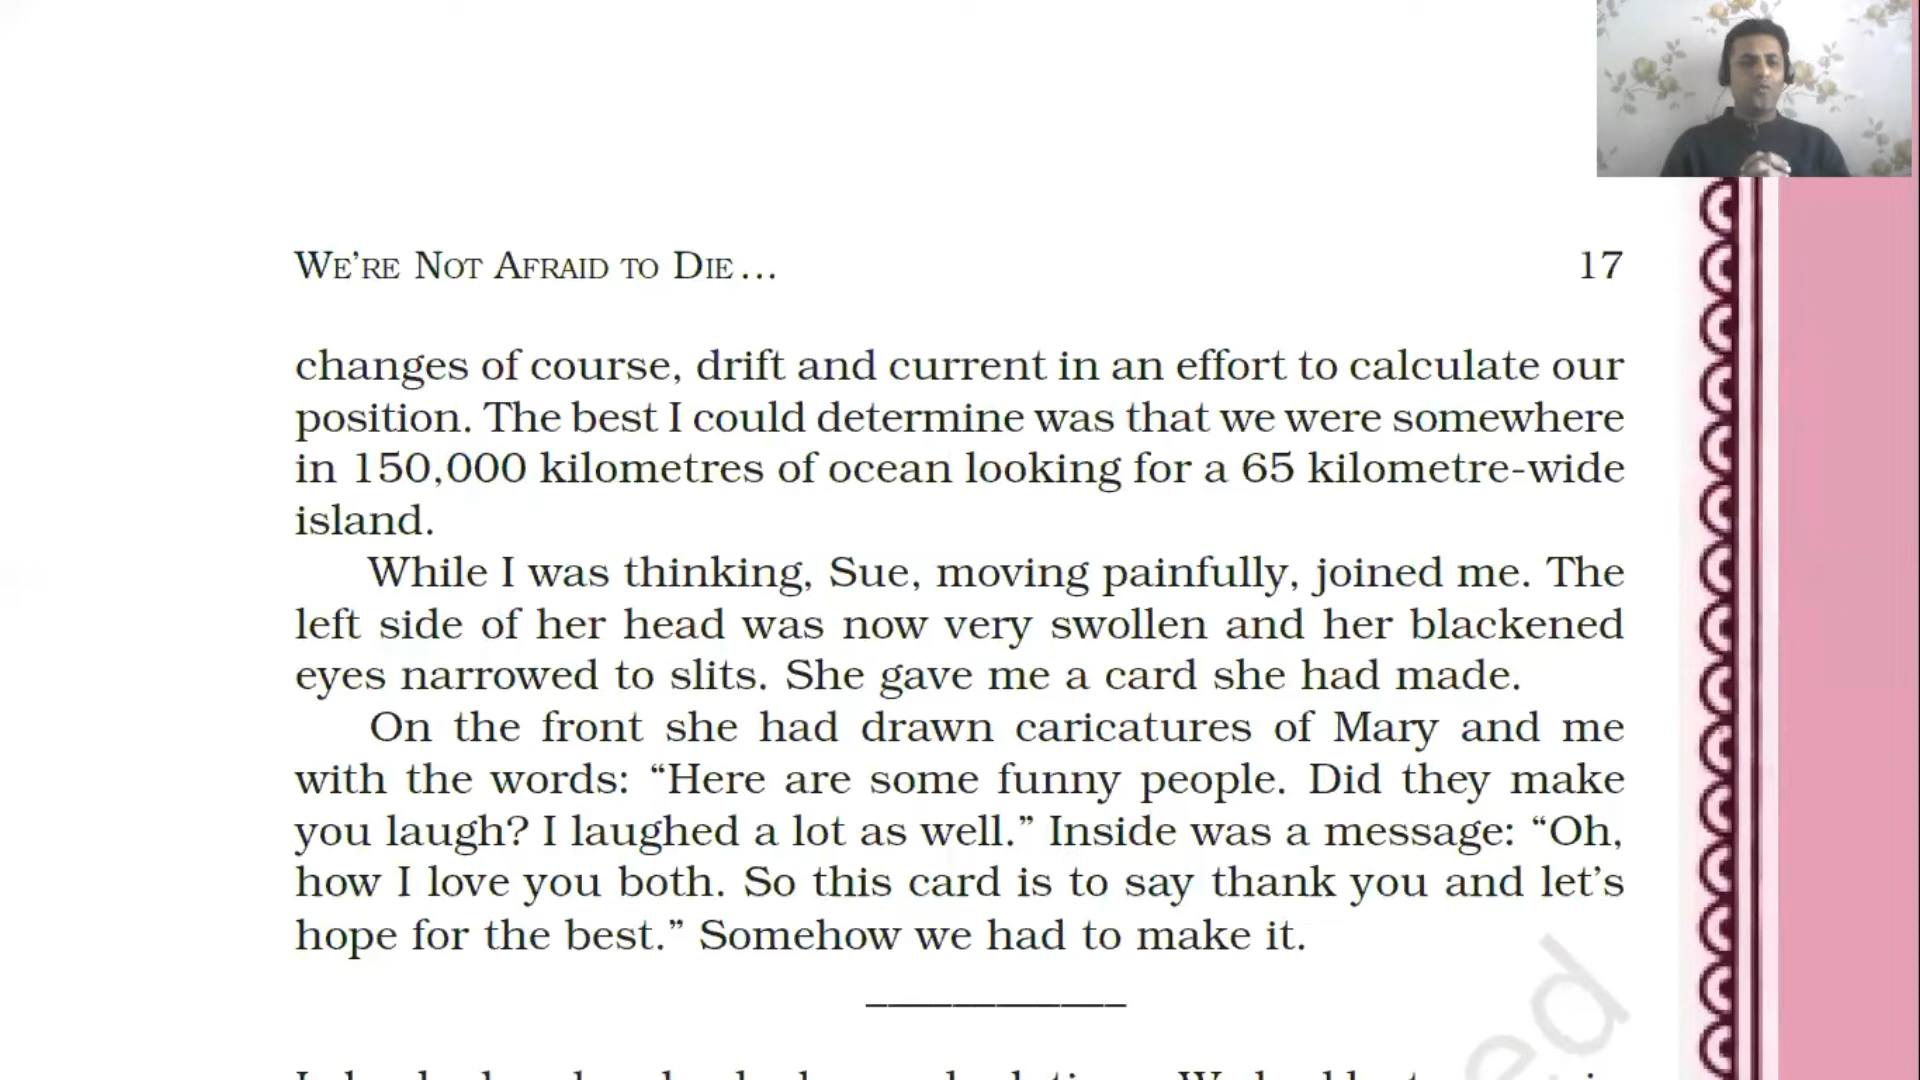 WE'RE NOT AFRAID TO DIE... 17
changes of course, drift and current in an effort to calculate our
position. The best I could determine was that we were somewhere
in 150,000 kilometres of ocean looking for a 65 kilometre-wide
island.
While I was thinking, Sue, moving painfully, joined me. The
left side of her head was now very swollen and her blackened
eyes narrowed to slits. She gave me a card she had made.
On the front she had drawn caricatures of Mary and me
with the words: “Here are some funny people. Did they make
you laugh? I laughed a lot as well.” Inside was a message: “Oh,
how I love you both. So this card is to say thank you and let's
hope for the best.” Somehow we had to make it.